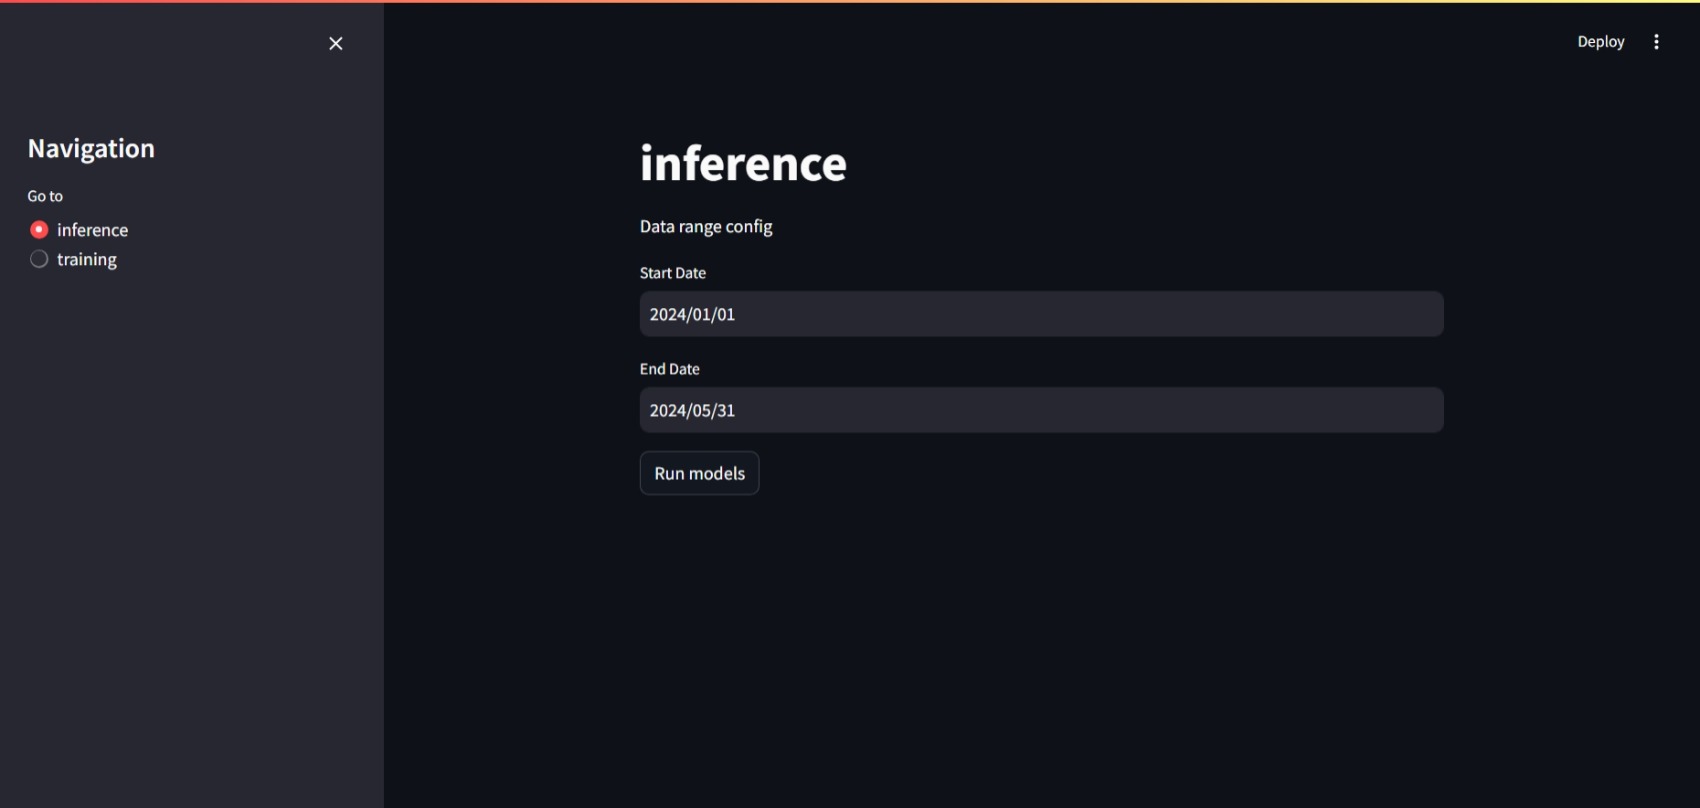 Deploy
Navigation
Go to
inference
training
inference
Data range config
Start Date
2024/01/01
End Date
2024/05/31
Run models